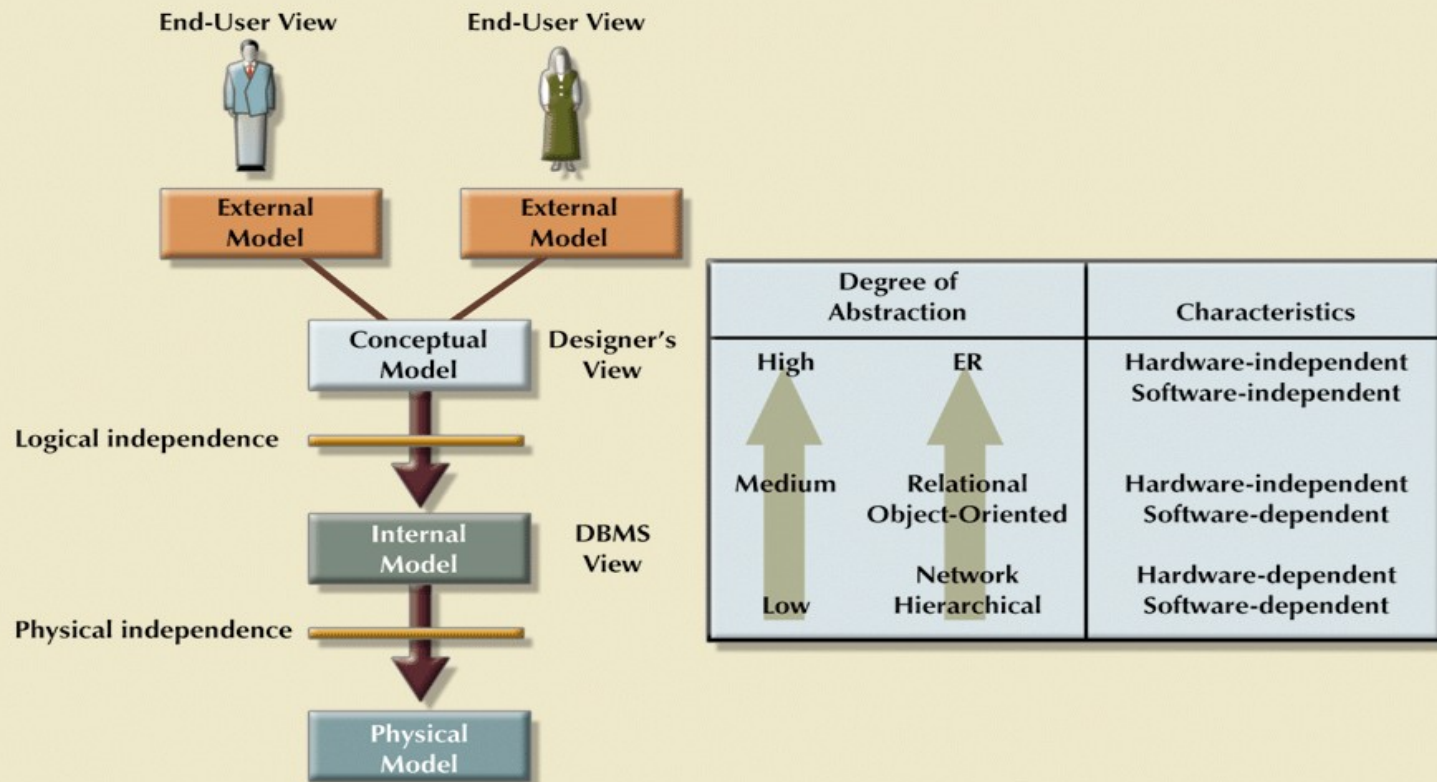 End-User View
End-User View
External
Model
External
Model
Conceptual
Model
Designer's
View
Logical independence
Internal
Model
DBMS
View
Physical independence
Physical
Model
Degree of
Abstraction
Characteristics
High
ER
Hardware-independent
Software-independent
Medium
Relational
Object-Oriented
Hardware-independent
Software-dependent
Low
Network
Hierarchical
Hardware-dependent
Software-dependent